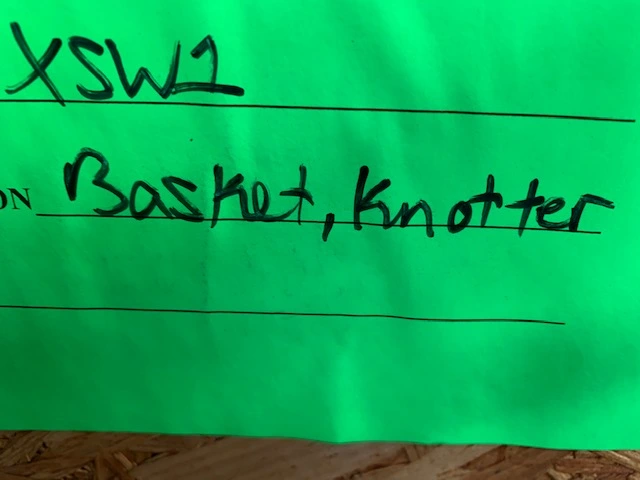 XSW1
ON Basket, Knotter